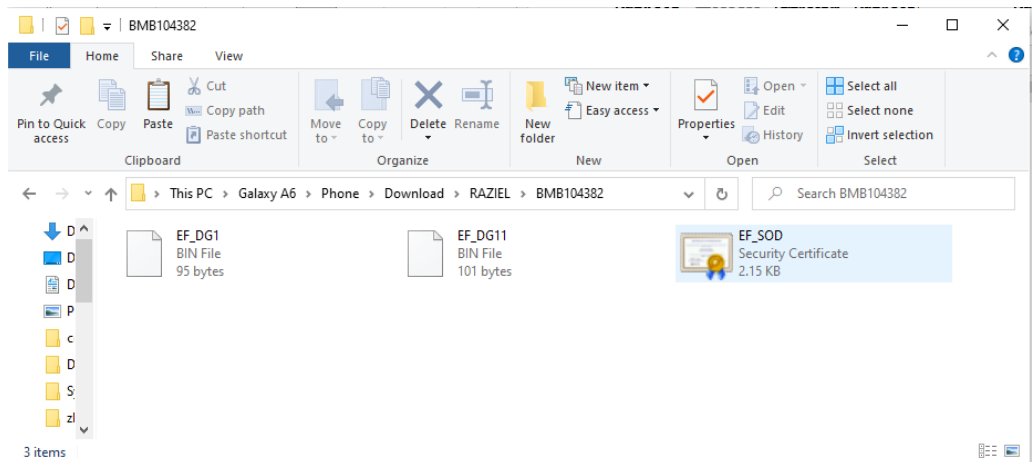 BMB104382
File Home Share View
Pin to Quick access
Copy
Paste
Cut
Copy path
Paste shortcut
Move to
Copy to
Delete
Rename
New folder
New item
Easy access
Properties
Open
Edit
History
Select all
Select none
Invert selection
Clipboard Organize New Open Select
This PC > Galaxy A6 > Phone > Download > RAZIEL > BMB104382
Search BMB104382
EF_DG1
BIN File
95 bytes
EF_DG11
BIN File
101 bytes
EF_SOD
Security Certificate
2.15 KB
D
D
D
P
c
D
S
zl
3 items